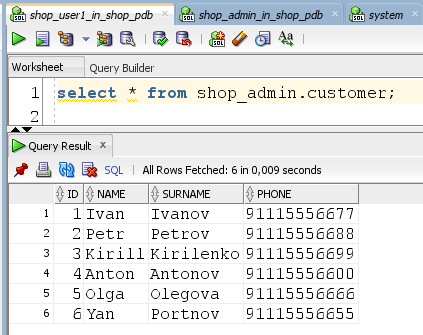 shop_user1_in_shop_pdb shop_admin_in_shop_pdb system
Aa
Worksheet Query Builder
1 select * from shop_admin.customer;
2
Query Result x
SQL All Rows Fetched: 6 in 0,009 seconds
ID NAME SURNAME PHONE
1 1 Ivan Ivanov 91115556677
2 2 Petr Petrov 91115556688
3 3 Kirill Kirilenko 91115556699
4 4 Anton Antonov 91115556600
5 5 Olga Olegova 91115556666
6 6 Yan Portnov 91115556655